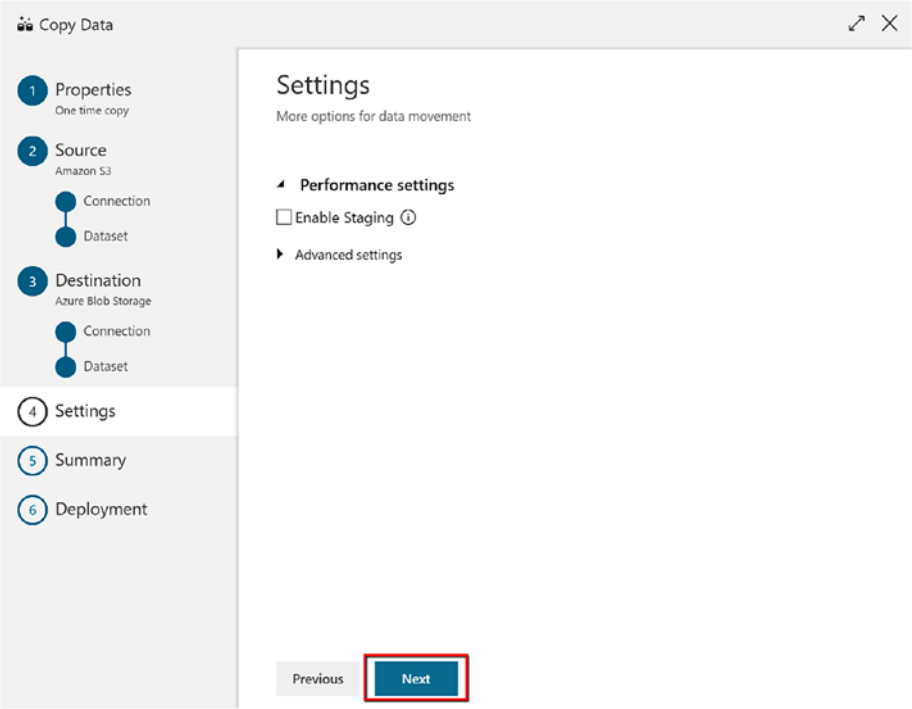 Copy Data
1 Properties
One time copy
2 Source
Amazon S3
Connection
Dataset
3 Destination
Azure Blob Storage
Connection
Dataset
4 Settings
5 Summary
6 Deployment
Settings
More options for data movement
Performance settings
Enable Staging
Advanced settings
Previous Next